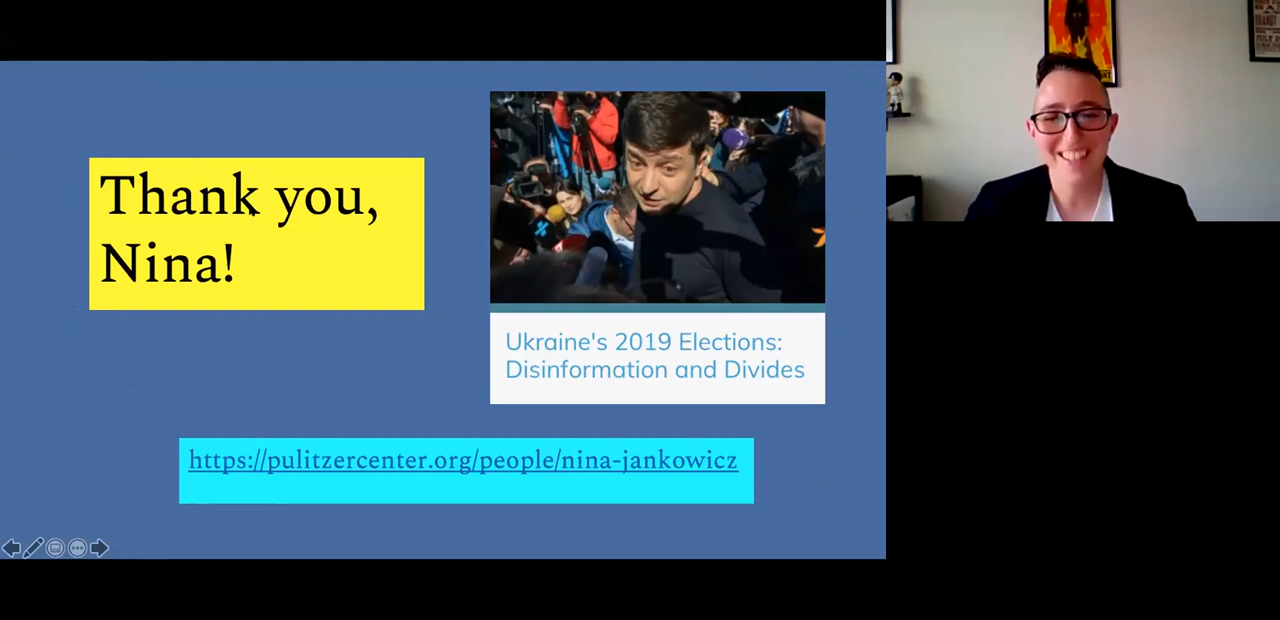 Thank you,
Nina!
Ukraine's 2019 Elections:
Disinformation and Divides
https://pulitzercenter.org/people/nina-jankowicz